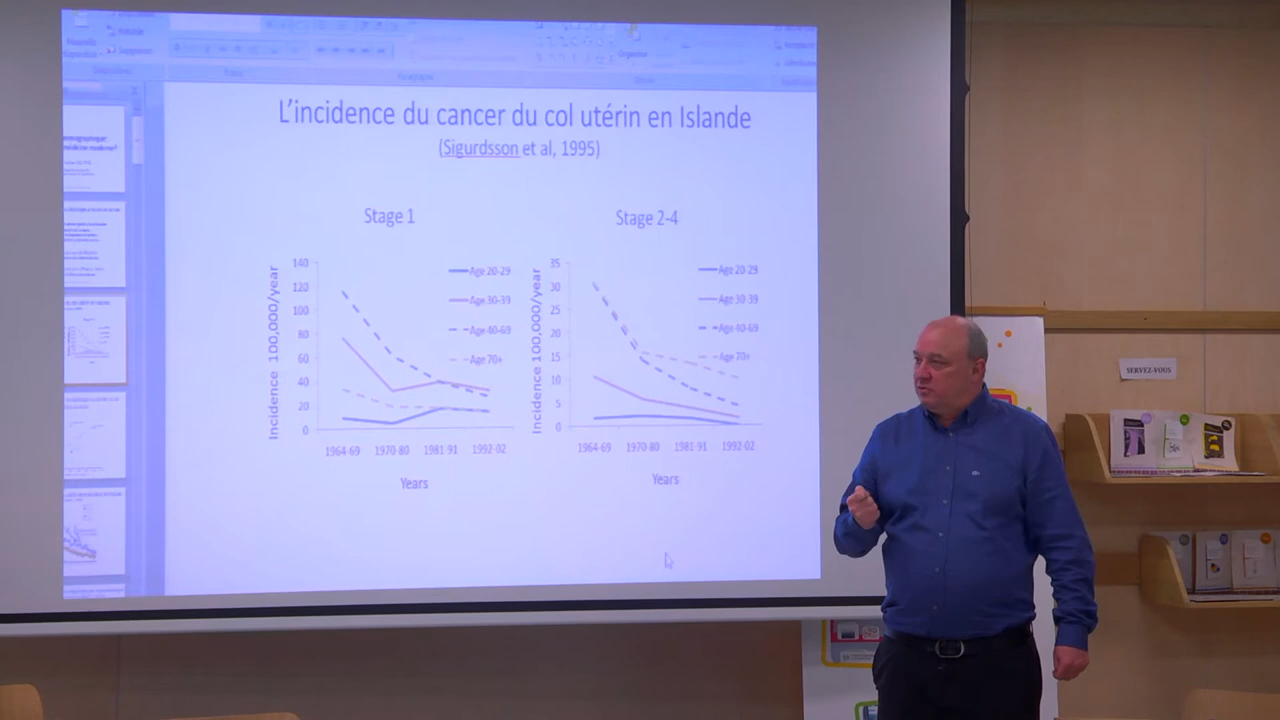 L'incidence du cancer du col utérin en Islande
(Sigurdsson et al, 1995)
Stage 1
Incidence 100,000/year
140
120
100
80
60
40
20
0
Age 20-29
Age 30-39
Age 40-69
Age 70+
1964-69 1970-80 1981-91 1992-02
Years
Stage 2-4
Incidence 100,000/year
35
30
25
20
15
10
5
0
Age 20-29
Age 30-39
Age 40-69
Age 70+
1964-69 1970-80 1981-91 1992-02
Years
SERVEZ-VOUS